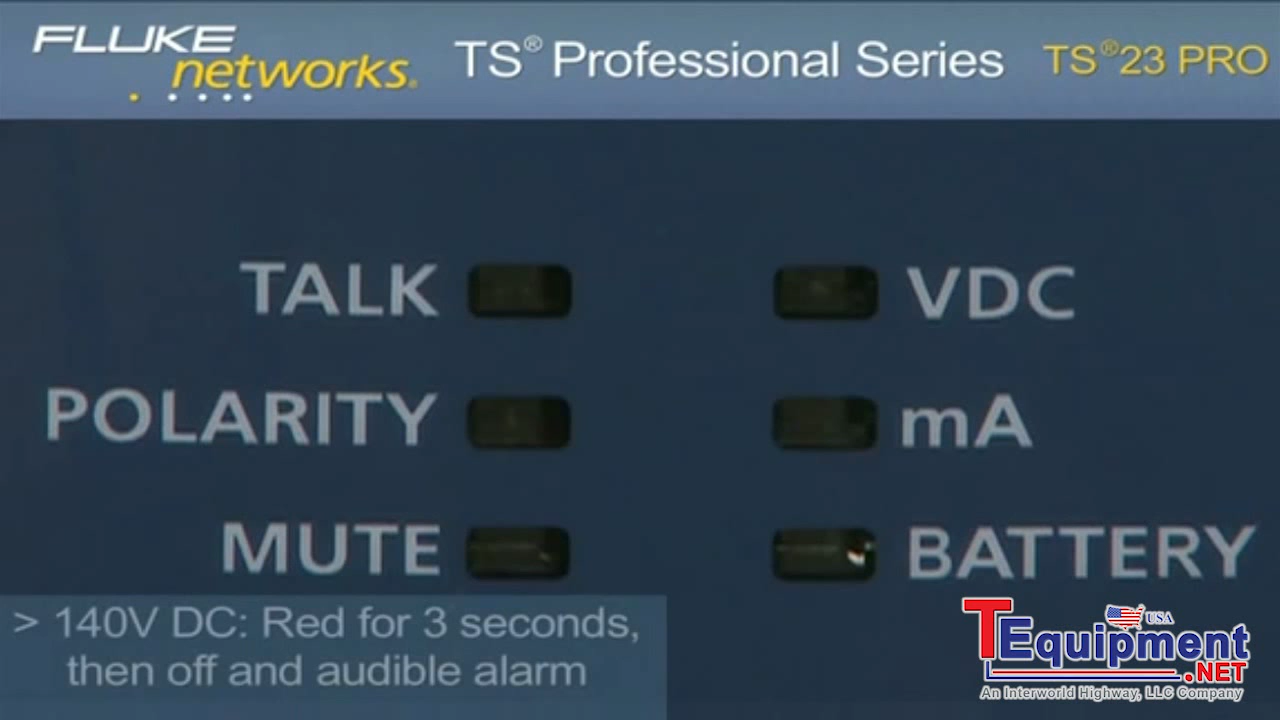 FLUKE
networks®
TS® Professional Series
TS®23 PRO
TALK
VDC
POLARITY
mA
MUTE
BATTERY
> 140V DC: Red for 3 seconds,
then off and audible alarm
USA
TEquipment
.NET
An Interworld Highway, LLC Company